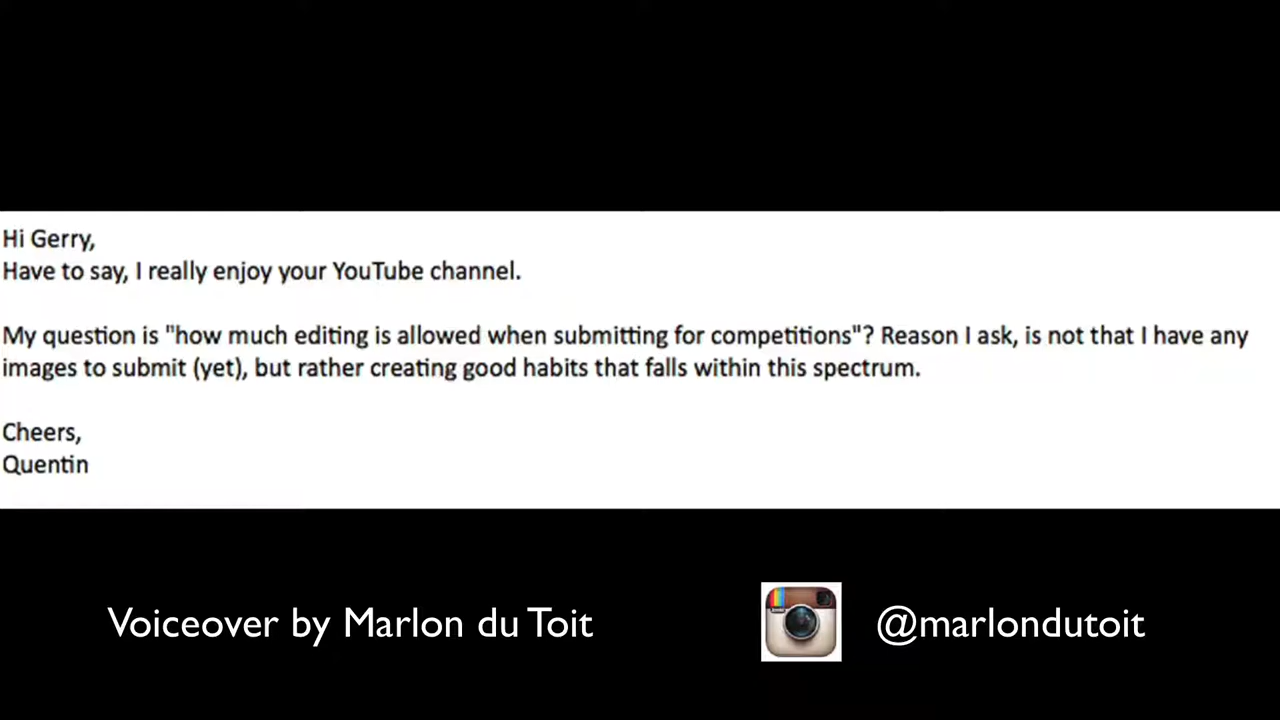 Hi Gerry,
Have to say, I really enjoy your YouTube channel.
My question is "how much editing is allowed when submitting for competitions"? Reason I ask, is not that I have any
images to submit (yet), but rather creating good habits that falls within this spectrum.
Cheers,
Quentin
Voiceover by Marlon du Toit
@marlondutoit